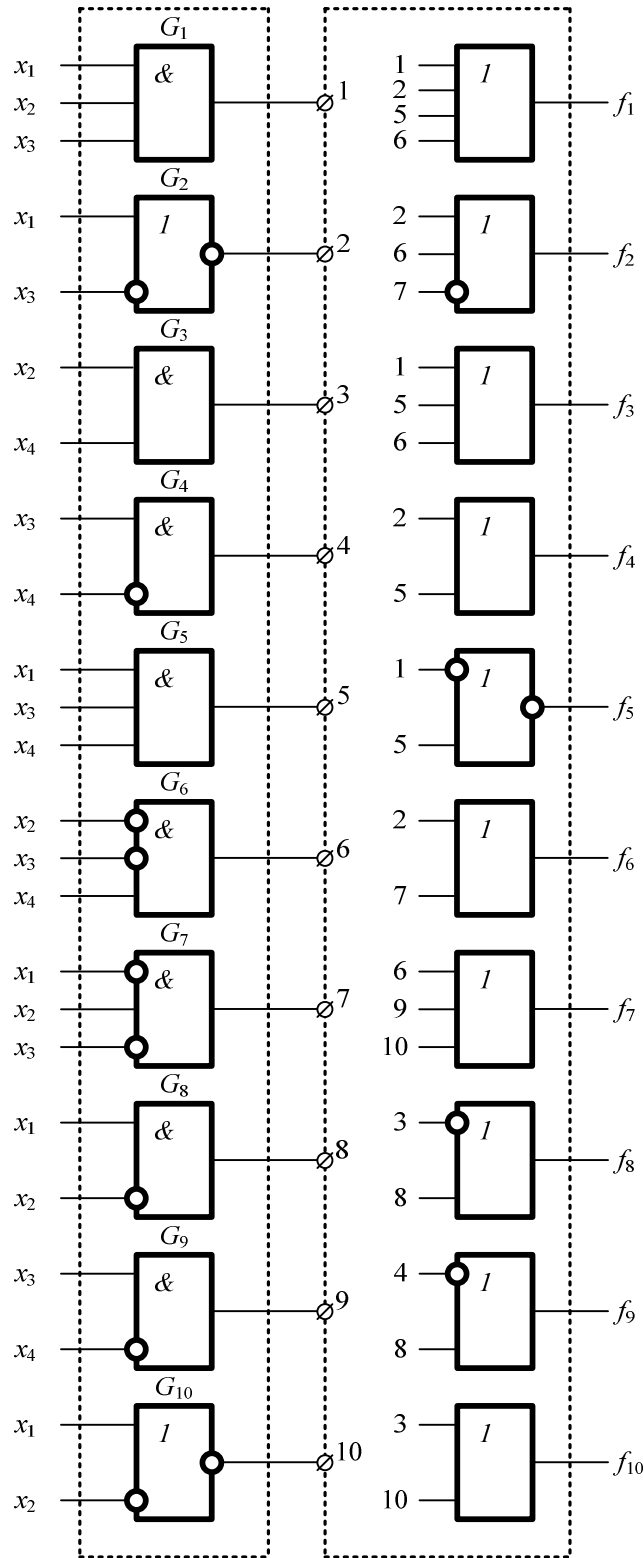 G₁
x₁ & 1 1 1 f₁
x₂ 2
x₃ 5
6
G₂
x₁ 1 2 2 1 f₂
6
x₃ 7
G₃
x₂ & 3 1 1 f₃
5
x₄ 6
G₄
x₃ & 4 2 1 f₄
x₄ 5
G₅
x₁ & 5 1 1 f₅
x₃
x₄ 5
G₆
x₂ & 6 2 1 f₆
x₃
x₄ 7
G₇
x₁ & 7 6 1 f₇
x₂ 9
x₃ 10
G₈
x₁ & 8 3 1 f₈
x₂ 8
G₉
x₃ & 9 4 1 f₉
x₄ 8
G₁₀
x₁ 1 10 3 1 f₁₀
x₂ 10